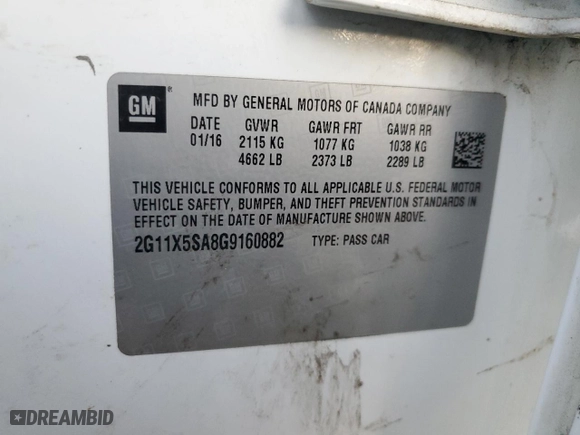 GM ®
MFD BY GENERAL MOTORS OF CANADA COMPANY
DATE GVWR GAWR FRT GAWR RR
01/16 2115 KG 1077 KG 1038 KG
4662 LB 2373 LB 2289 LB
THIS VEHICLE CONFORMS TO ALL APPLICABLE U.S. FEDERAL MOTOR
VEHICLE SAFETY, BUMPER, AND THEFT PREVENTION STANDARDS IN
EFFECT ON THE DATE OF MANUFACTURE SHOWN ABOVE.
2G11X5SA8G9160882 TYPE: PASS CAR
DREAMBID